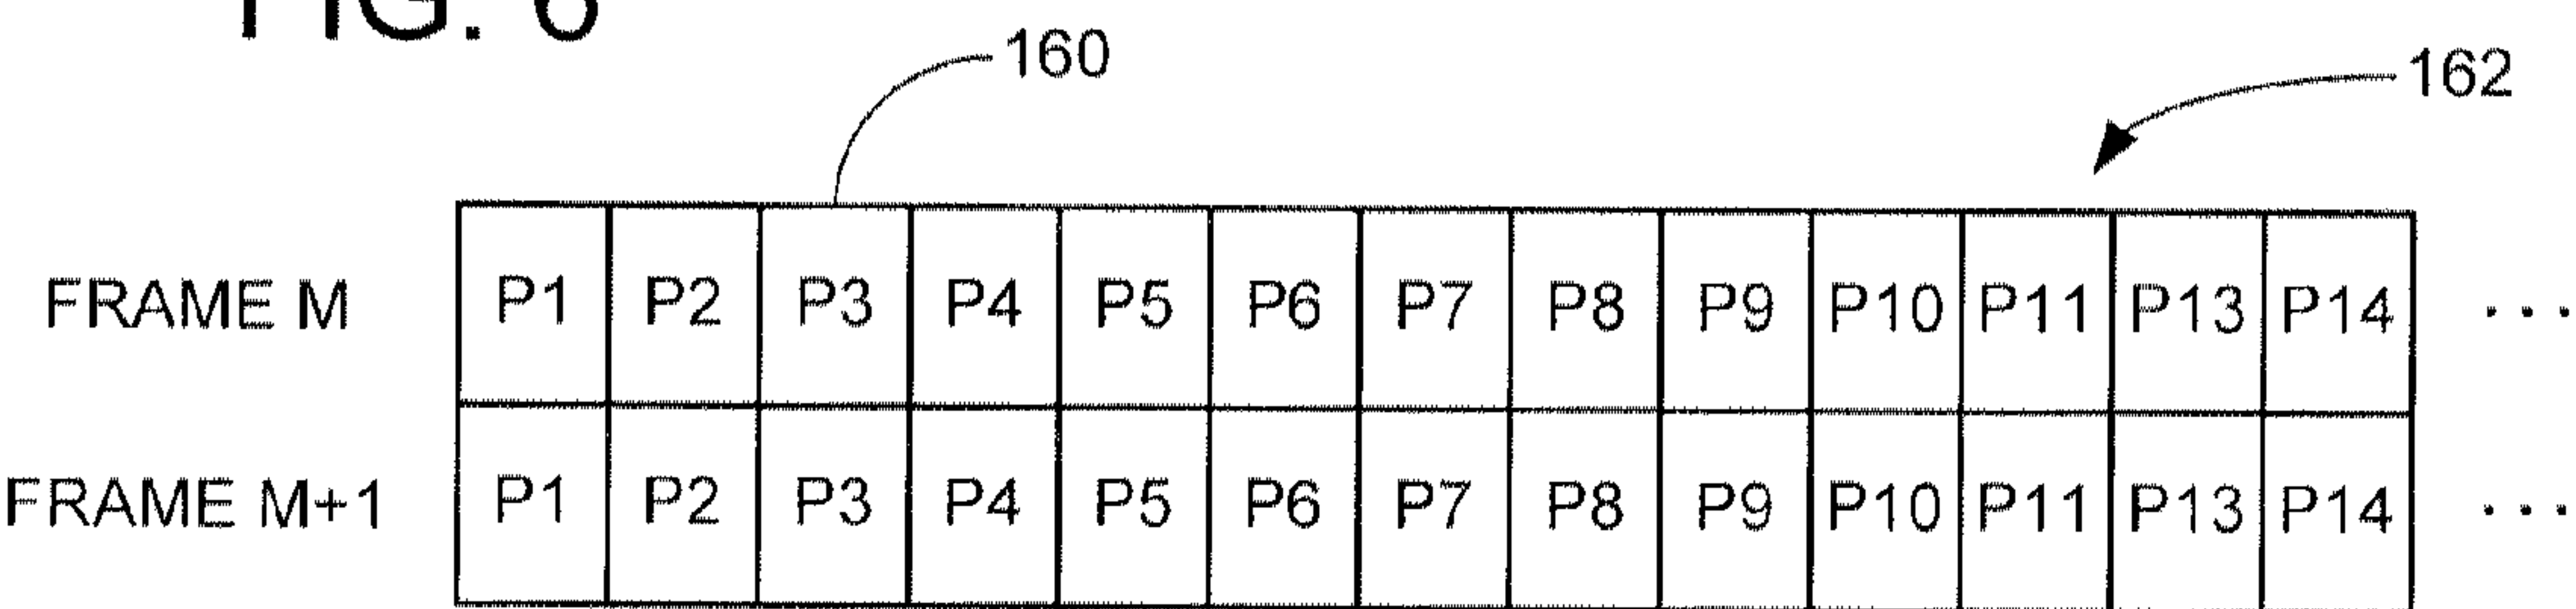 FIG. 6
160
162
FRAME M P1 P2 P3 P4 P5 P6 P7 P8 P9 P10 P11 P13 P14 ...
FRAME M+1 P1 P2 P3 P4 P5 P6 P7 P8 P9 P10 P11 P13 P14 ...